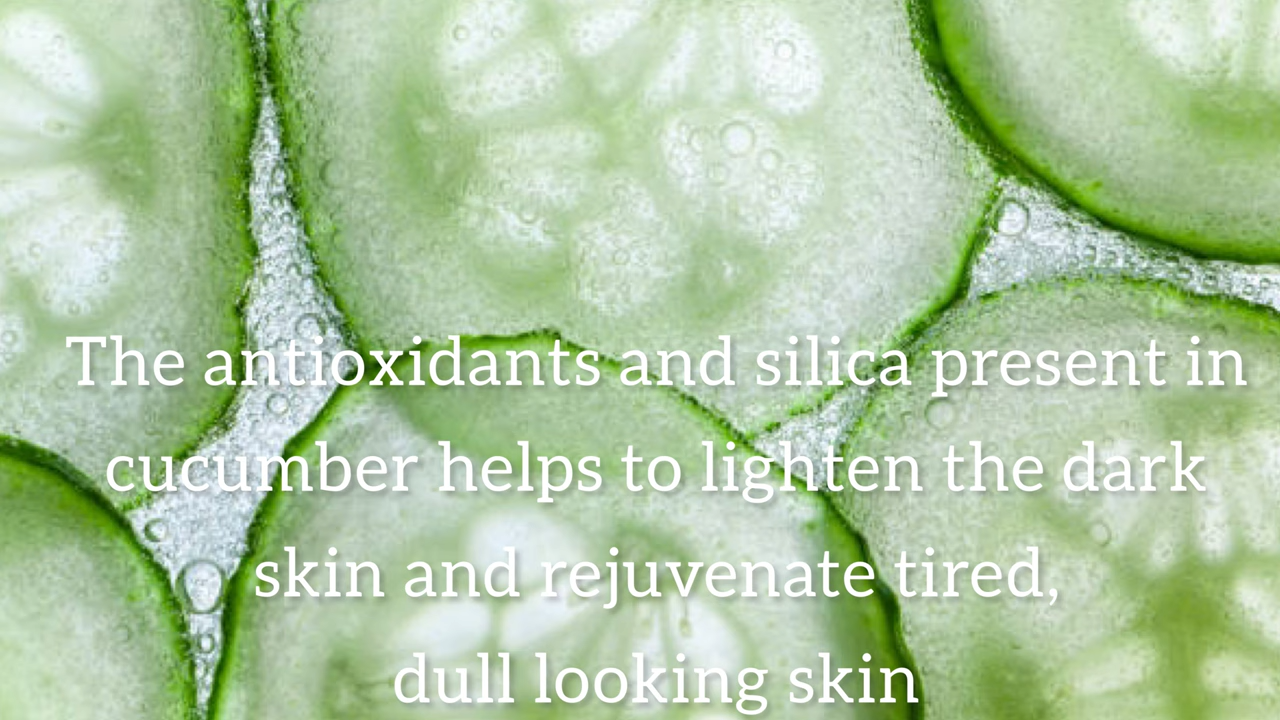 The antioxidants and silica present in
cucumber helps to lighten the dark
skin and rejuvenate tired,
dull looking skin